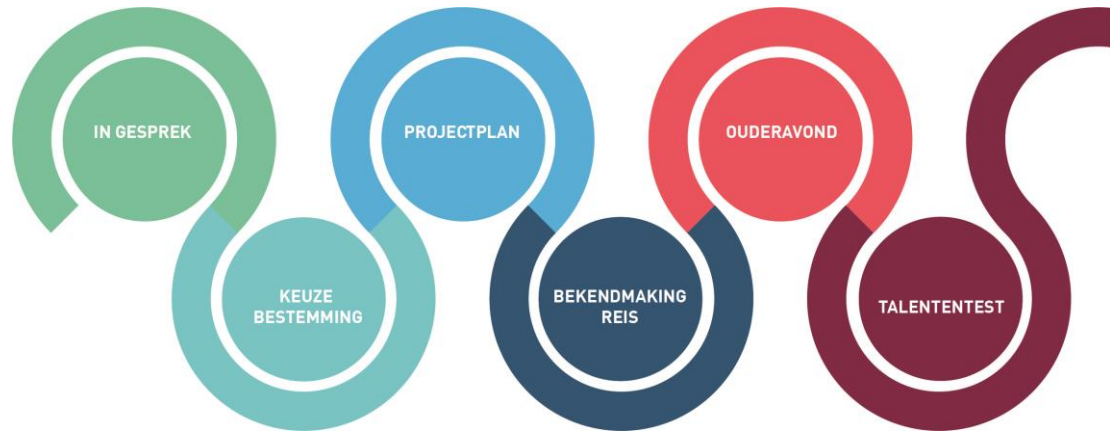 IN GESPREK
KEUZE
BESTEMMING
PROJECTPLAN
BEKENDMAKING
REIS
OUDERAVOND
TALENTENTEST